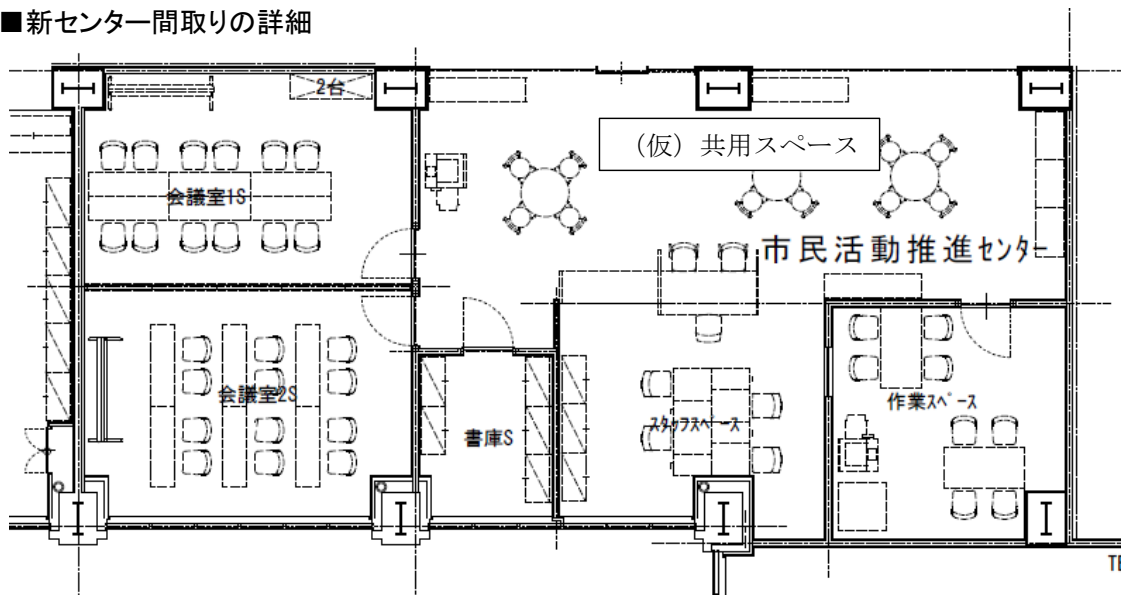 ■新センター間取りの詳細
2台
(仮)共用スペース
会議室1S
市民活動推進センター
会議室2S
作業スペース
スタッフスペース
書庫S
TE